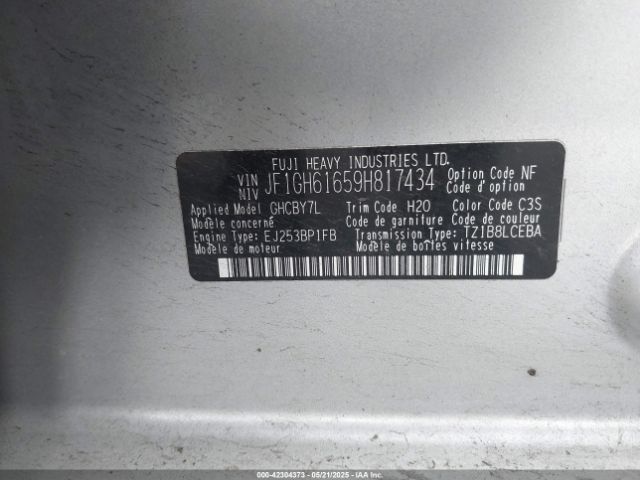 FUJI HEAVY INDUSTRIES LTD.
VIN NIV JF1GH61659H817434 Option Code NF
Code d'option
Applied Model GHCBY7L Trim Code H20 Color Code C3S
Modèle concerné Code de garniture Code de couleur
Engine Type: EJ253BP1FB Transmission Type: TZ1B8LCEBA
Modèle de moteur Modèle de boîtes vitesse
000-42304373 - 05/21/2025 - IAAI.COM